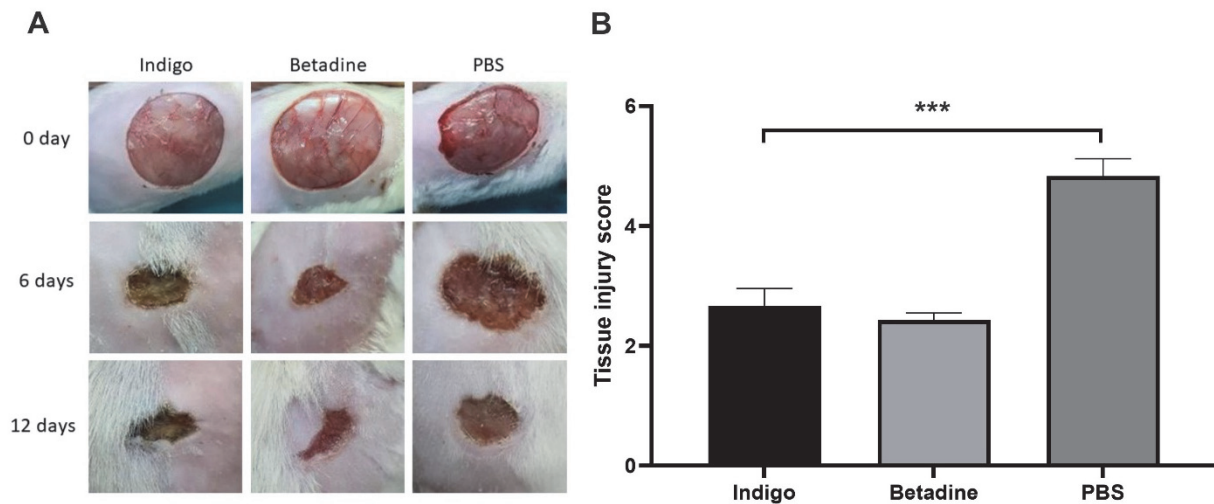 A
Indigo Betadine PBS
0 day
6 days
12 days
B
***
Tissue injury score
6
4
2
0
Indigo Betadine PBS